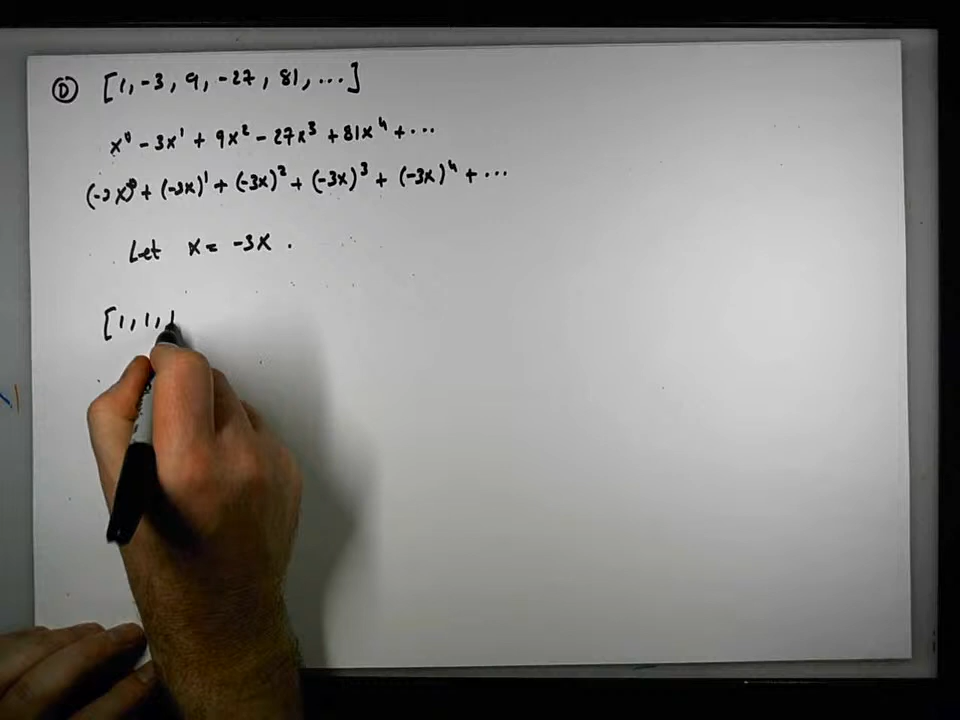 Ⓓ [1, -3, 9, -27, 81, ...]
x⁰ - 3x¹ + 9x² - 27x³ + 81x⁴ + ...
(-3x)⁰ + (-3x)¹ + (-3x)² + (-3x)³ + (-3x)⁴ + ...
Let x = -3x .
[1, 1, 1